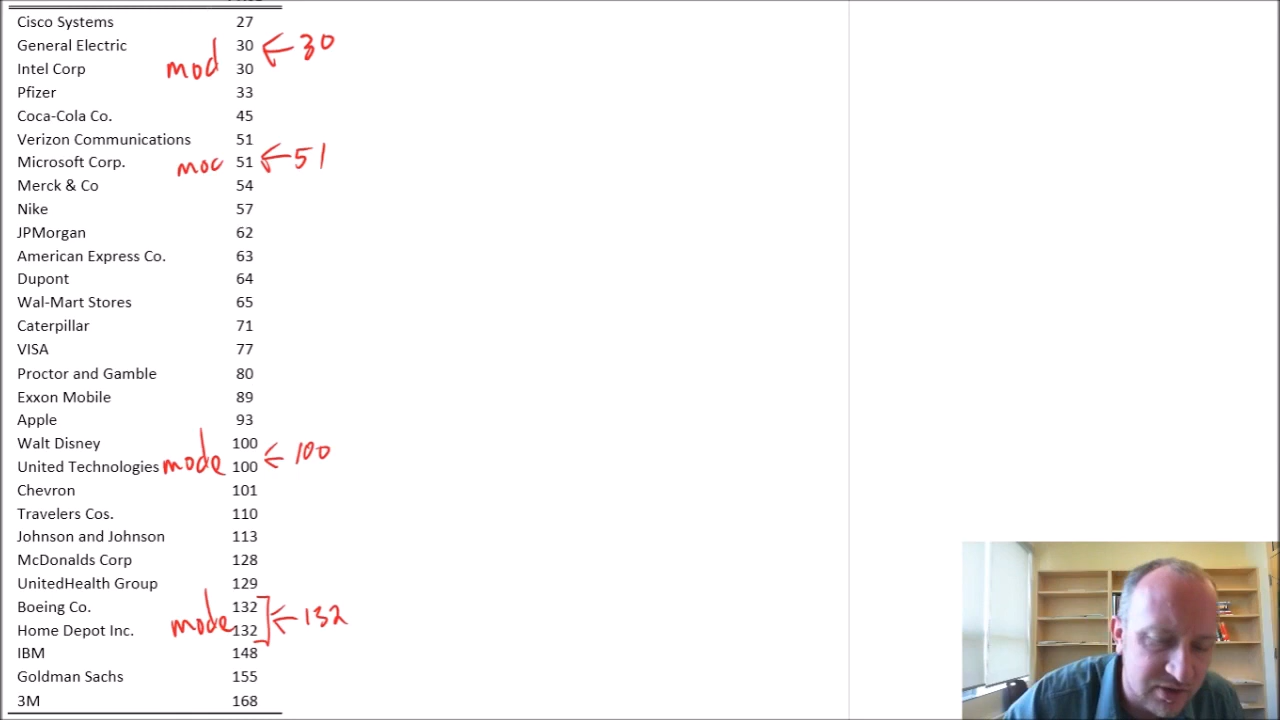 Cisco Systems 27
General Electric 30 ← 30
mod
Intel Corp 30
Pfizer 33
Coca-Cola Co. 45
Verizon Communications 51
Microsoft Corp. moc 51 ← 51
Merck & Co 54
Nike 57
JPMorgan 62
American Express Co. 63
Dupont 64
Wal-Mart Stores 65
Caterpillar 71
VISA 77
Proctor and Gamble 80
Exxon Mobile 89
Apple 93
Walt Disney 100
United Technologies mode 100 ← 100
Chevron 101
Travelers Cos. 110
Johnson and Johnson 113
McDonalds Corp 128
UnitedHealth Group 129
Boeing Co. 132 ← 132
Home Depot Inc. mode 132
IBM 148
Goldman Sachs 155
3M 168